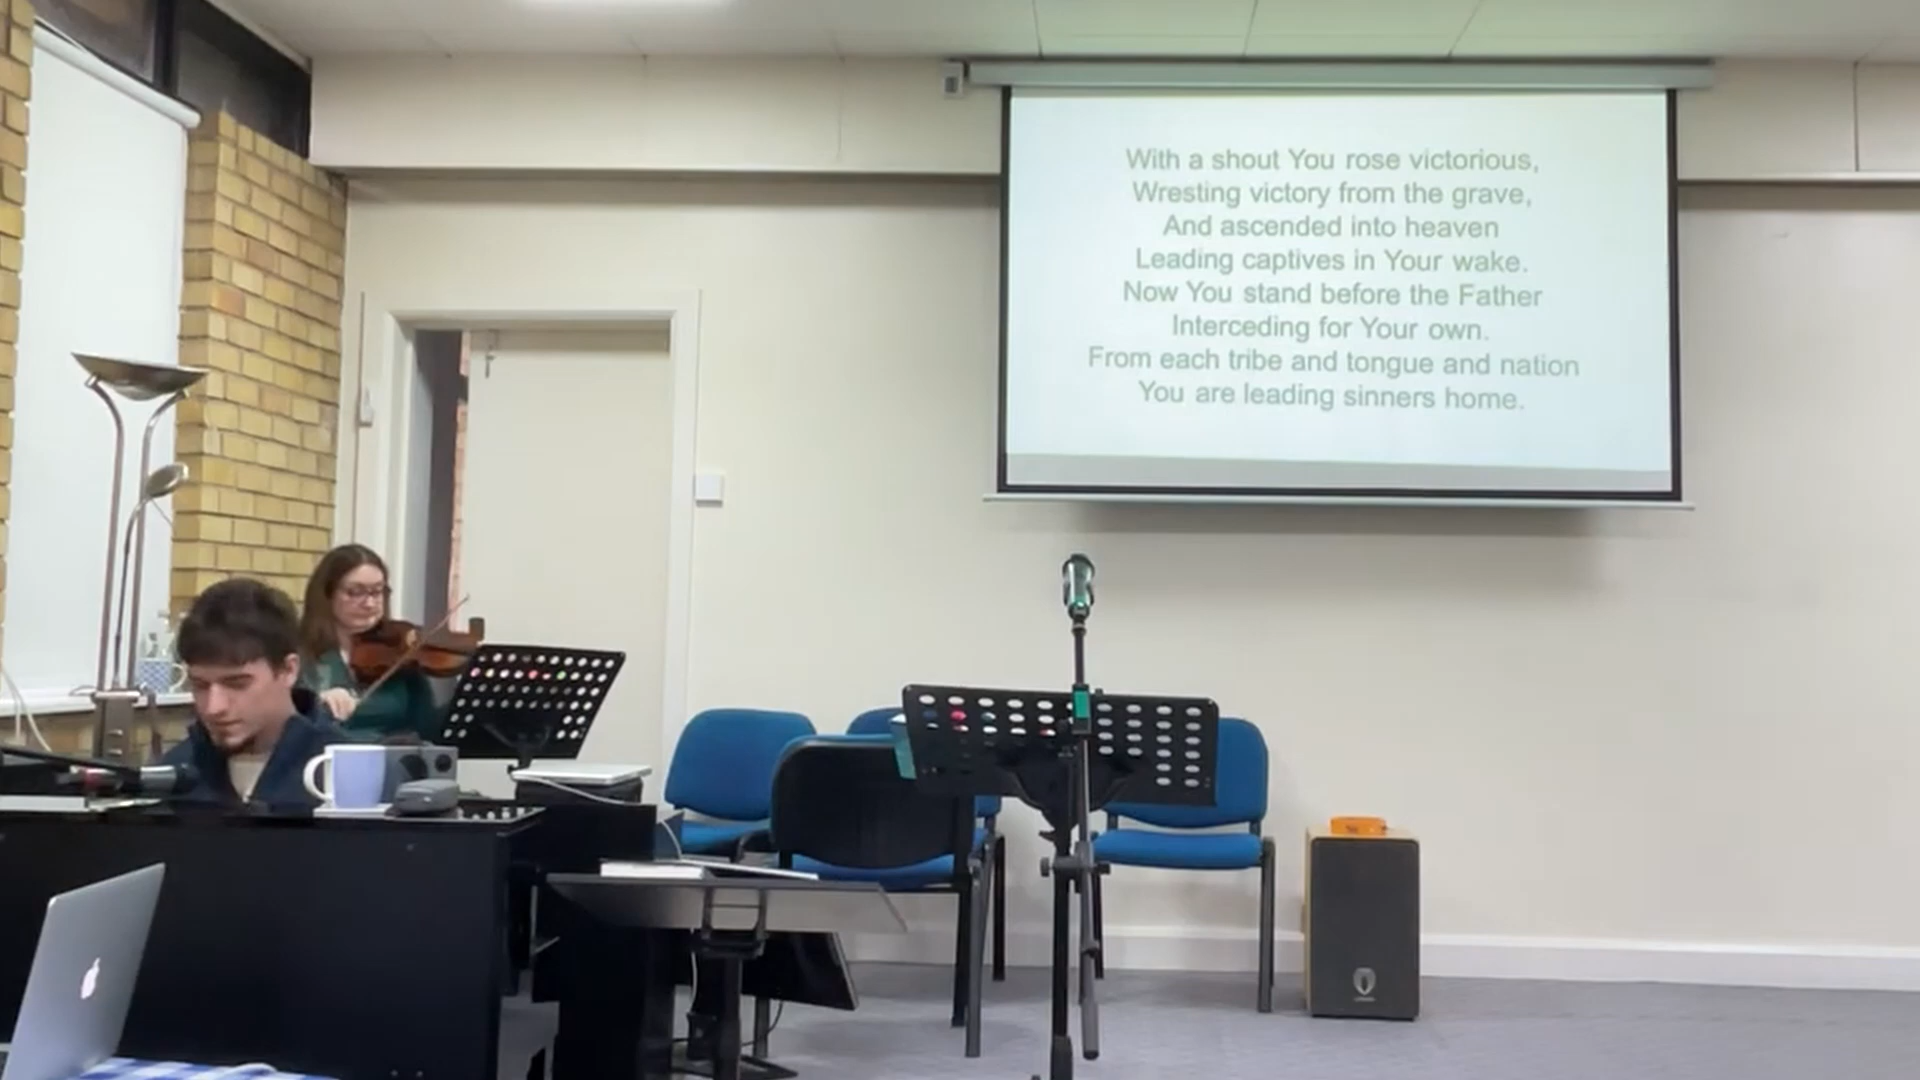 With a shout You rose victorious,
Wresting victory from the grave,
And ascended into heaven
Leading captives in Your wake.
Now You stand before the Father
Interceding for Your own.
From each tribe and tongue and nation
You are leading sinners home.